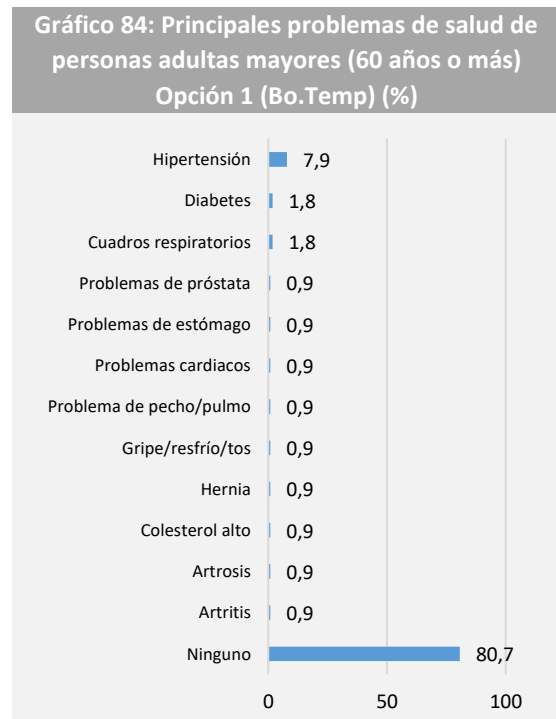 Gráfico 84: Principales problemas de salud de
personas adultas mayores (60 años o más)
Opción 1 (Bo.Temp) (%)
Hipertensión 7,9
Diabetes 1,8
Cuadros respiratorios 1,8
Problemas de próstata 0,9
Problemas de estómago 0,9
Problemas cardiacos 0,9
Problema de pecho/pulmo 0,9
Gripe/resfrío/tos 0,9
Hernia 0,9
Colesterol alto 0,9
Artrosis 0,9
Artritis 0,9
Ninguno 80,7
0 50 100